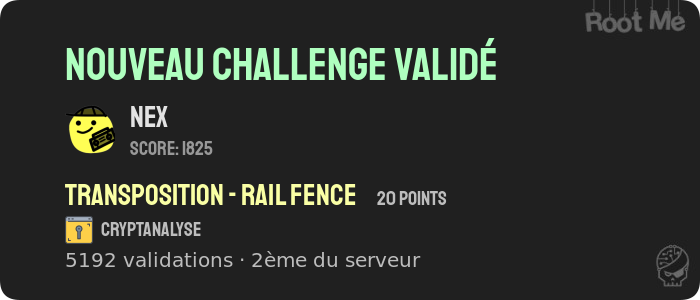 Root Me
NOUVEAU CHALLENGE VALIDÉ
NEX
SCORE: 1825
TRANSPOSITION - RAIL FENCE 20 POINTS
CRYPTANALYSE
5192 validations · 2ème du serveur